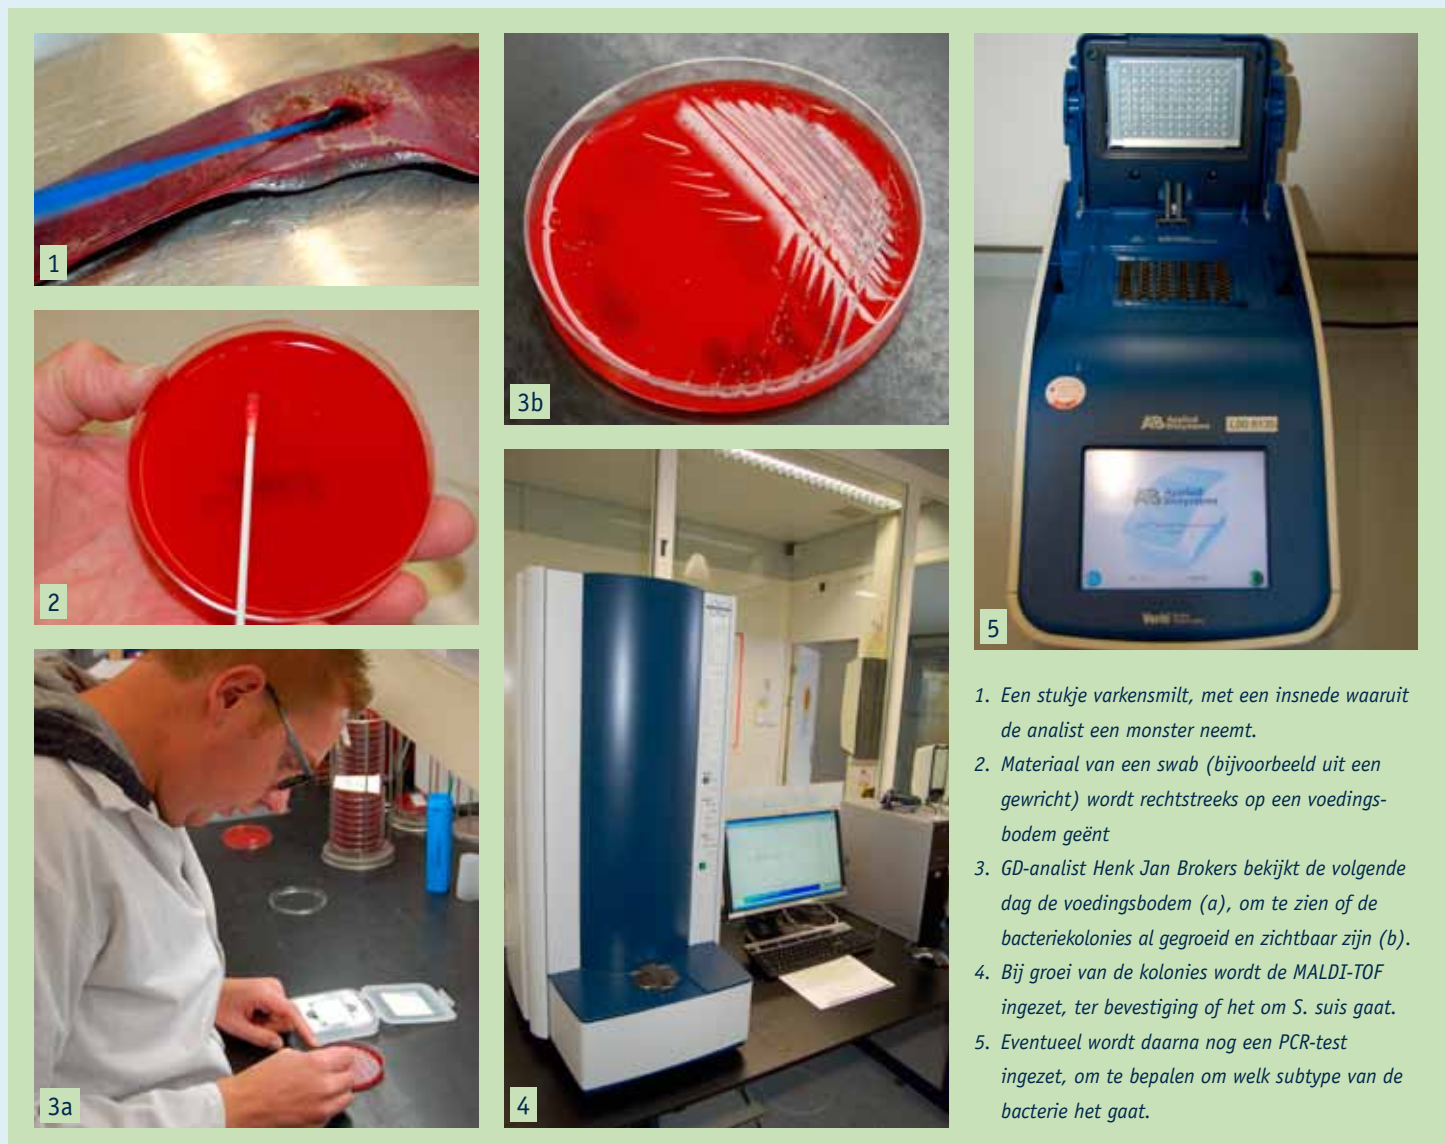 1
2
3a
3b
4
5
Applied
Biosystems
Applied
Biosystems
Veriti
1. Een stukje varkensmilt, met een insnede waaruit
de analist een monster neemt.
2. Materiaal van een swab (bijvoorbeeld uit een
gewricht) wordt rechtstreeks op een voedings-
bodem geënt
3. GD-analist Henk Jan Brokers bekijkt de volgende
dag de voedingsbodem (a), om te zien of de
bacteriekolonies al gegroeid en zichtbaar zijn (b).
4. Bij groei van de kolonies wordt de MALDI-TOF
ingezet, ter bevestiging of het om S. suis gaat.
5. Eventueel wordt daarna nog een PCR-test
ingezet, om te bepalen om welk subtype van de
bacterie het gaat.